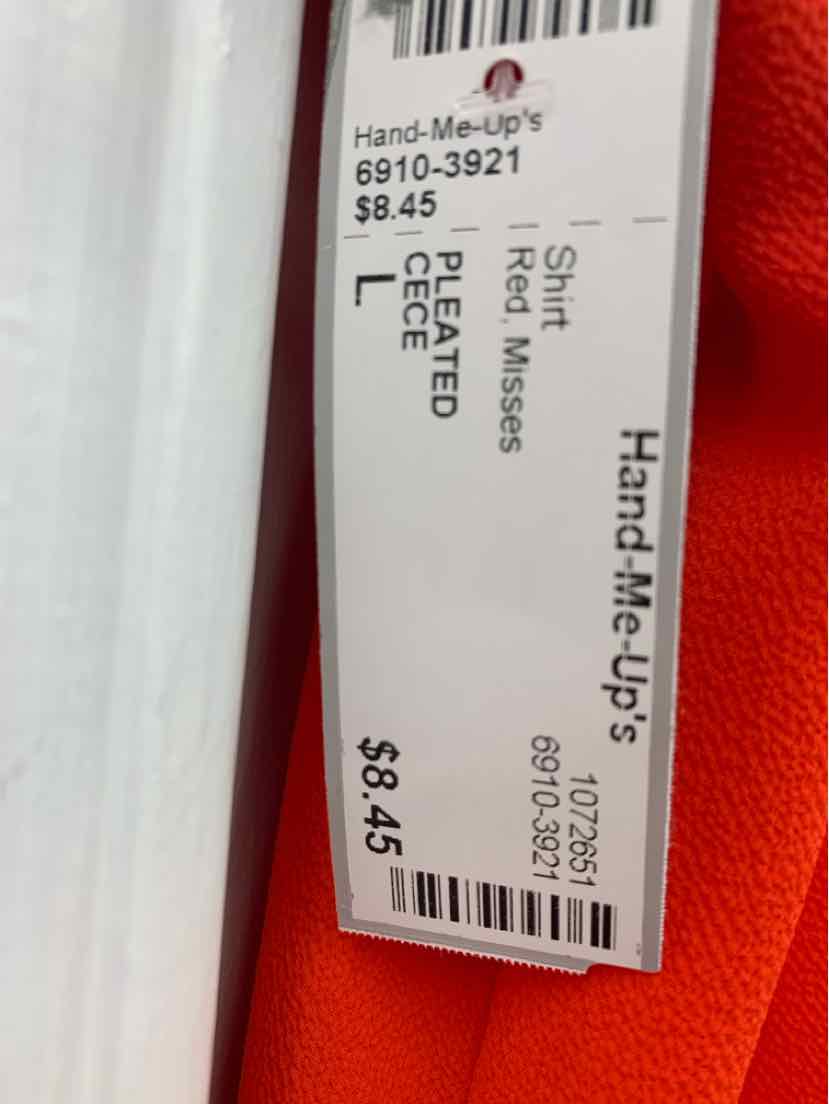 Hand-Me-Up's
6910-3921
$8.45
Hand-Me-Up's
1072651
6910-3921
Shirt
Red, Misses
PLEATED
CECE
L
$8.45